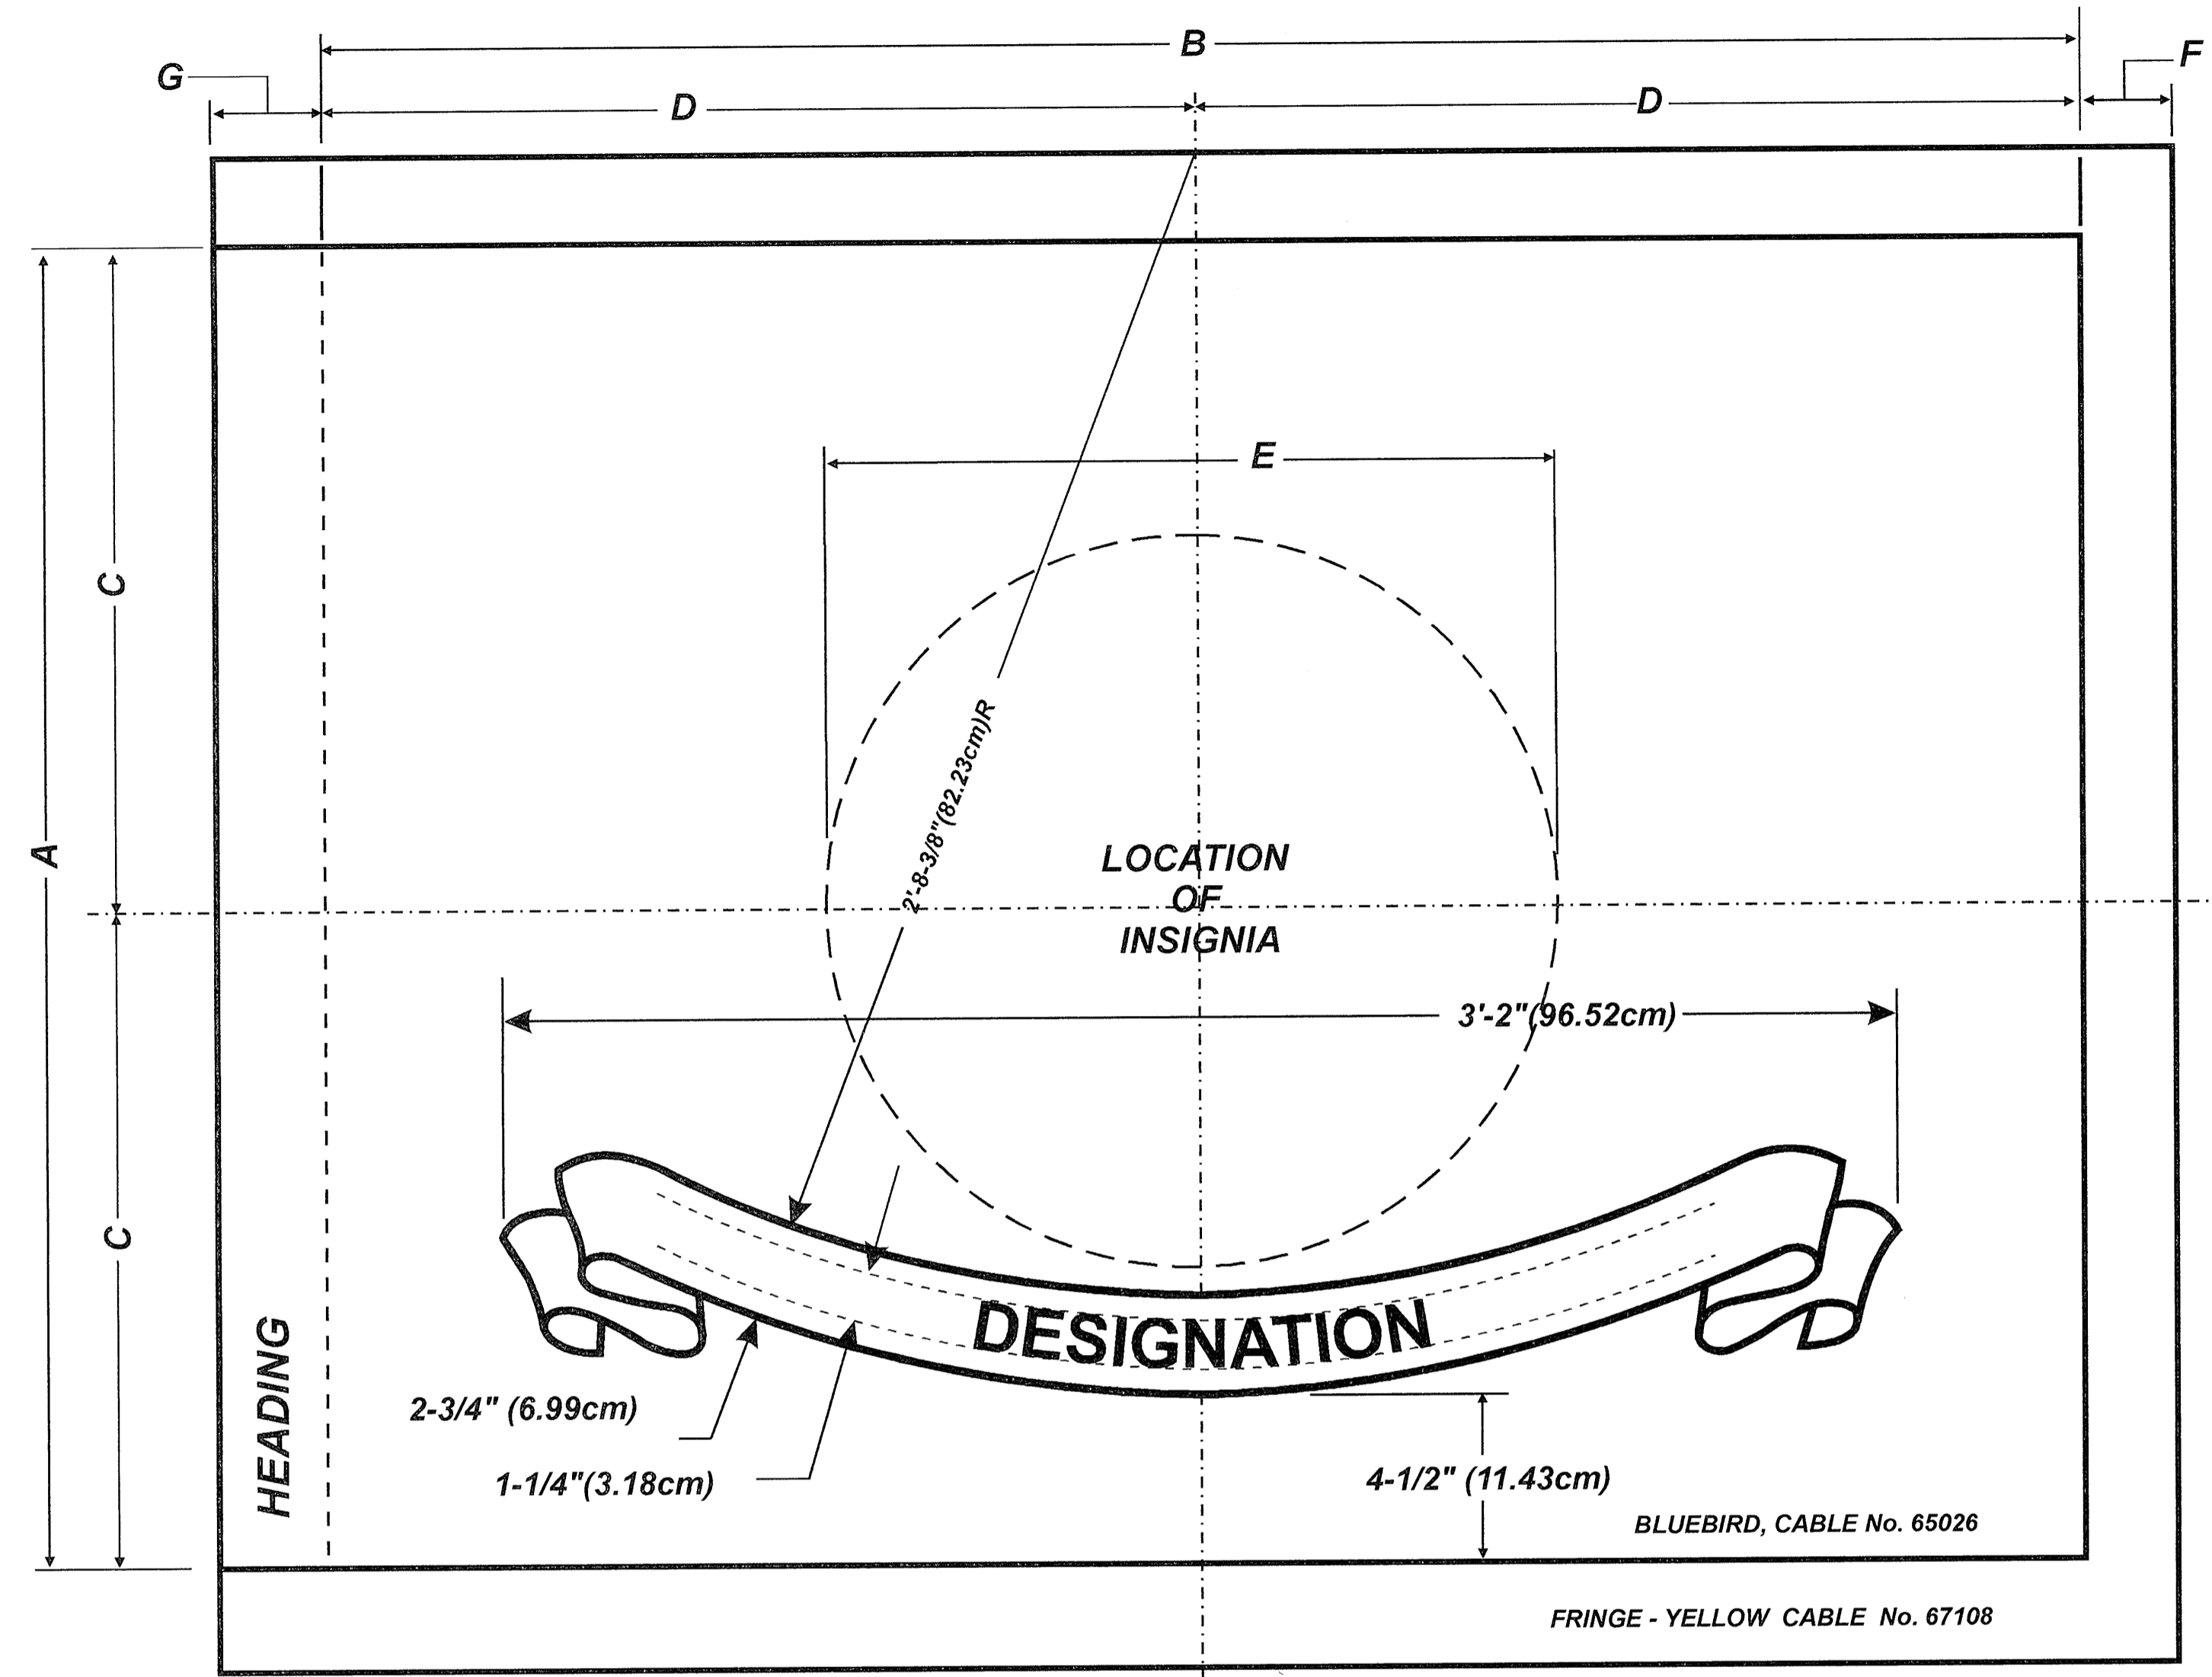 B
G
F
D
D
E
C
2'-8-3/8"(82.23cm)R
A
LOCATION
OF
INSIGNIA
3'-2"(96.52cm)
C
DESIGNATION
HEADING
2-3/4" (6.99cm)
1-1/4"(3.18cm)
4-1/2" (11.43cm)
BLUEBIRD, CABLE No. 65026
FRINGE - YELLOW CABLE No. 67108